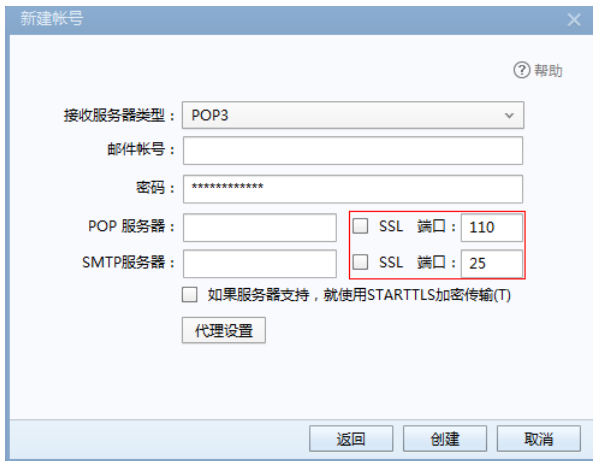 新建帐号
帮助
接收服务器类型： POP3
邮件帐号：
密码： ************
POP 服务器： SSL 端口： 110
SMTP服务器： SSL 端口： 25
如果服务器支持，就使用STARTTLS加密传输(T)
代理设置
返回 创建 取消